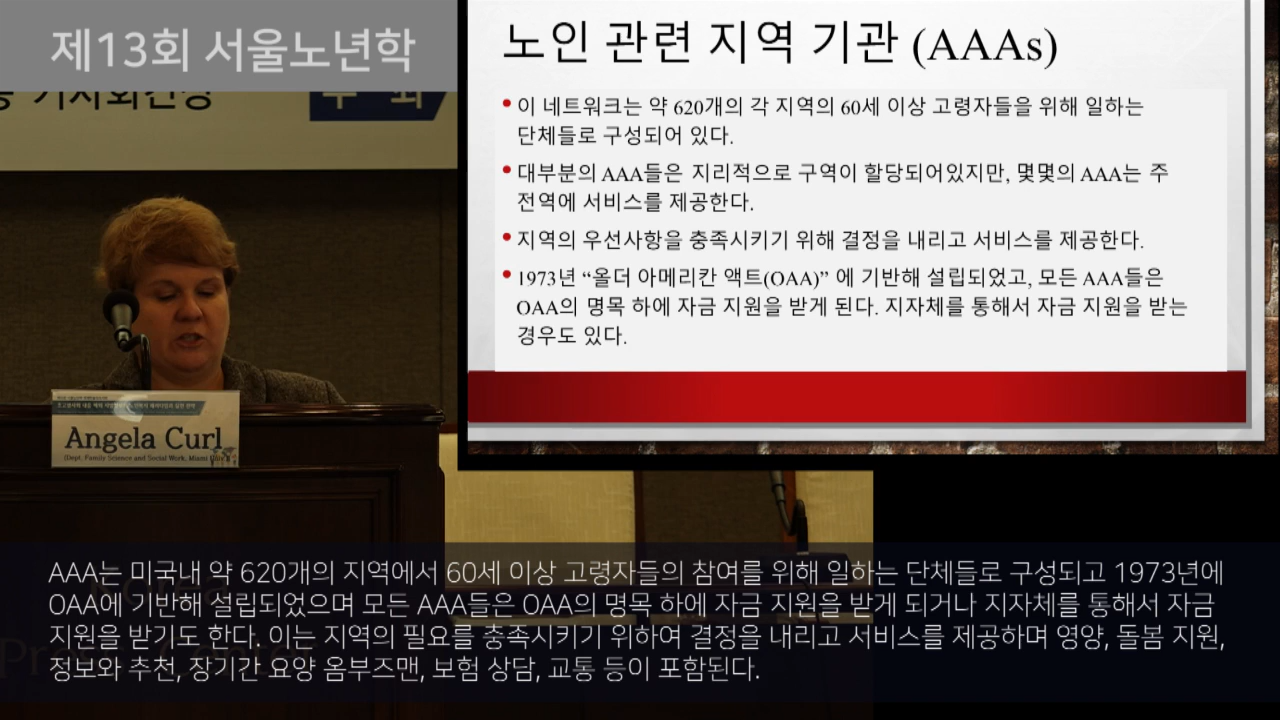 제13회 서울노년학
노인 관련 지역 기관 (AAAs)
• 이 네트워크는 약 620개의 각 지역의 60세 이상 고령자들을 위해 일하는
단체들로 구성되어 있다.
• 대부분의 AAA들은 지리적으로 구역이 할당되어있지만, 몇몇의 AAA는 주
전역에 서비스를 제공한다.
• 지역의 우선사항을 충족시키기 위해 결정을 내리고 서비스를 제공한다.
• 1973년 “올더 아메리칸 액트(OAA)” 에 기반해 설립되었고, 모든 AAA들은
OAA의 명목 하에 자금 지원을 받게 된다. 지자체를 통해서 자금 지원을 받는
경우도 있다.
Angela Curl
(Dept. Family Science and Social Work, Miami
AAA는 미국내 약 620개의 지역에서 60세 이상 고령자들의 참여를 위해 일하는 단체들로 구성되고 1973년에
OAA에 기반해 설립되었으며 모든 AAA들은 OAA의 명목 하에 자금 지원을 받게 되거나 지자체를 통해서 자금
지원을 받기도 한다. 이는 지역의 필요를 충족시키기 위하여 결정을 내리고 서비스를 제공하며 영양, 돌봄 지원,
정보와 추천, 장기간 요양 옴부즈맨, 보험 상담, 교통 등이 포함된다.